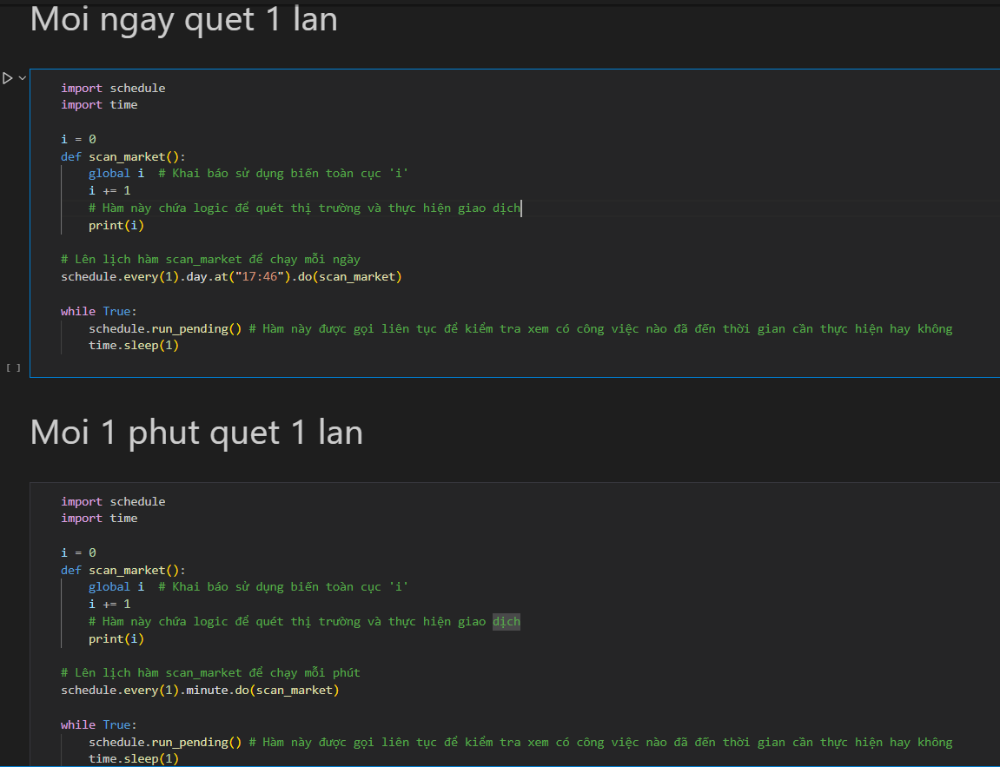 Moi ngay quet 1 lan
import schedule
import time
i = 0
def scan_market():
global i  # Khai báo sử dụng biến toàn cục 'i'
i += 1
# Hàm này chứa logic để quét thị trường và thực hiện giao dịch
print(i)
# Lên lịch hàm scan_market để chạy mỗi ngày
schedule.every(1).day.at("17:46").do(scan_market)
while True:
schedule.run_pending() # Hàm này được gọi liên tục để kiểm tra xem có công việc nào đã đến thời gian cần thực hiện hay không
time.sleep(1)
[ ]
Moi 1 phut quet 1 lan
import schedule
import time
i = 0
def scan_market():
global i  # Khai báo sử dụng biến toàn cục 'i'
i += 1
# Hàm này chứa logic để quét thị trường và thực hiện giao dịch
print(i)
# Lên lịch hàm scan_market để chạy mỗi phút
schedule.every(1).minute.do(scan_market)
while True:
schedule.run_pending() # Hàm này được gọi liên tục để kiểm tra xem có công việc nào đã đến thời gian cần thực hiện hay không
time.sleep(1)